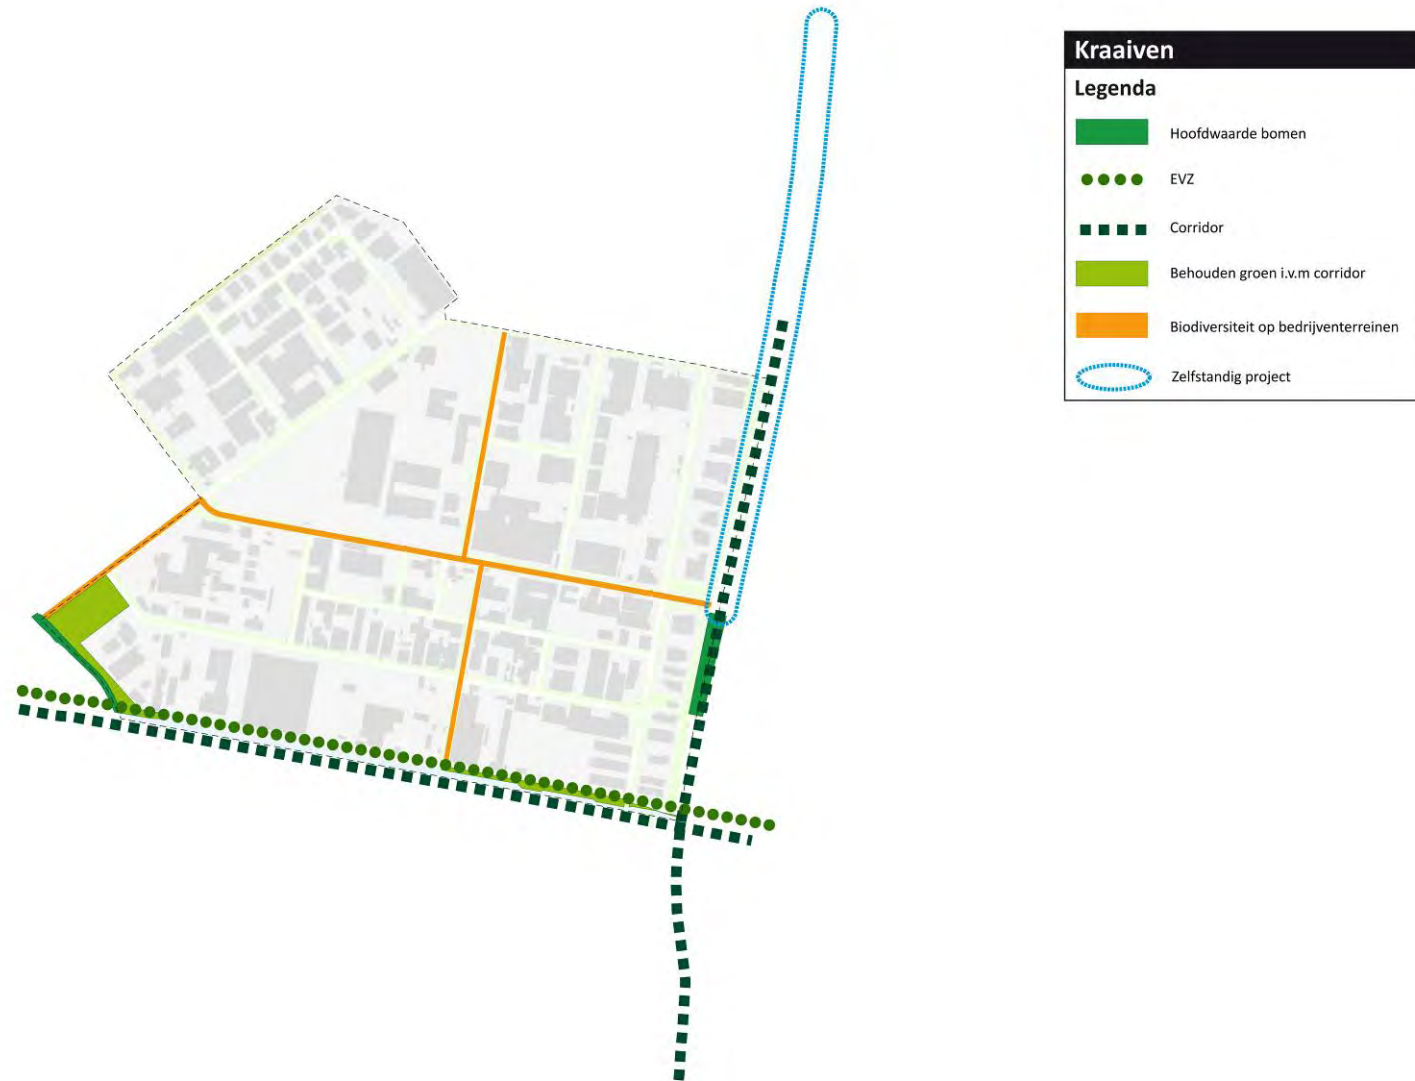 Kraaiven
Legenda
Hoofdwaarde bomen
EVZ
Corridor
Behouden groen i.v.m corridor
Biodiversiteit op bedrijventerreinen
Zelfstandig project